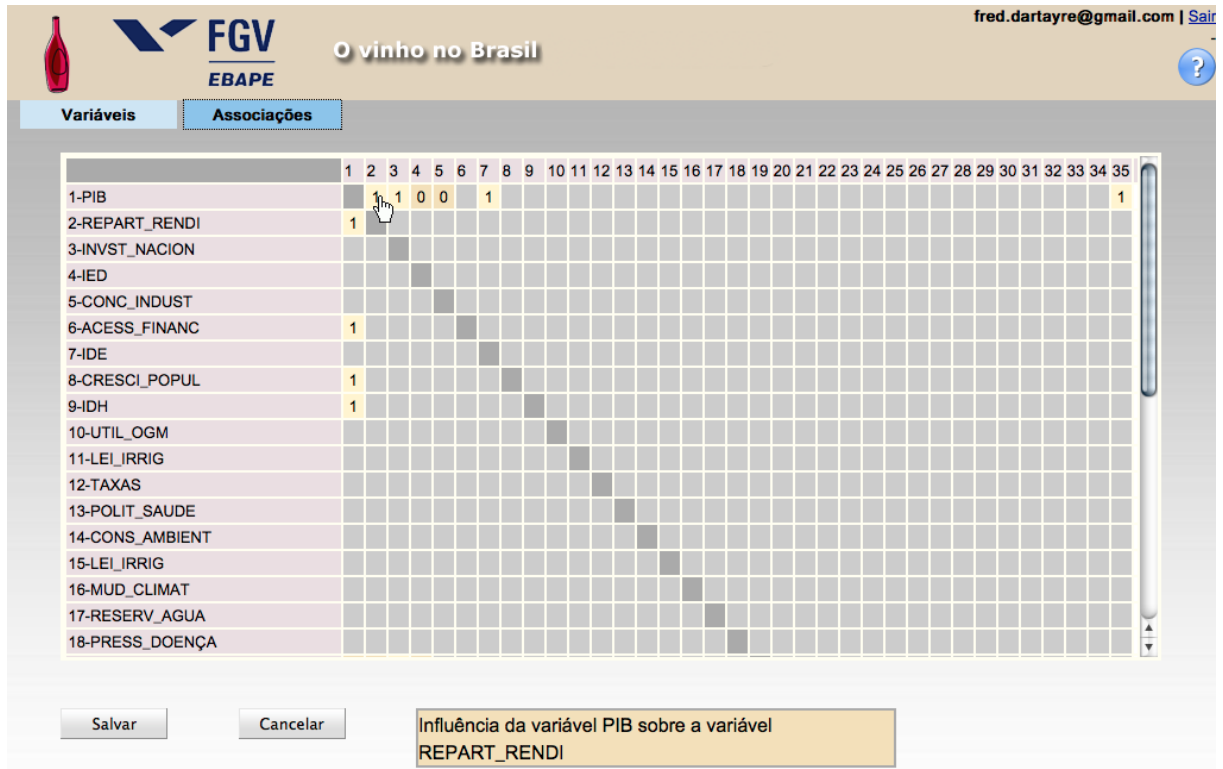 fred.dartayre@gmail.com | Sair
FGV
EBAPE
O vinho no Brasil
?
Variáveis Associações
1 2 3 4 5 6 7 8 9 10 11 12 13 14 15 16 17 18 19 20 21 22 23 24 25 26 27 28 29 30 31 32 33 34 35
1-PIB 1 1 0 0 1 1
2-REPART_RENDI 1
3-INVST_NACION
4-IED
5-CONC_INDUST
6-ACESS_FINANC 1
7-IDE
8-CRESCI_POPUL 1
9-IDH 1
10-UTIL_OGM
11-LEI_IRRIG
12-TAXAS
13-POLIT_SAUDE
14-CONS_AMBIENT
15-LEI_IRRIG
16-MUD_CLIMAT
17-RESERV_AGUA
18-PRESS_DOENÇA
Salvar Cancelar
Influência da variável PIB sobre a variável
REPART_RENDI